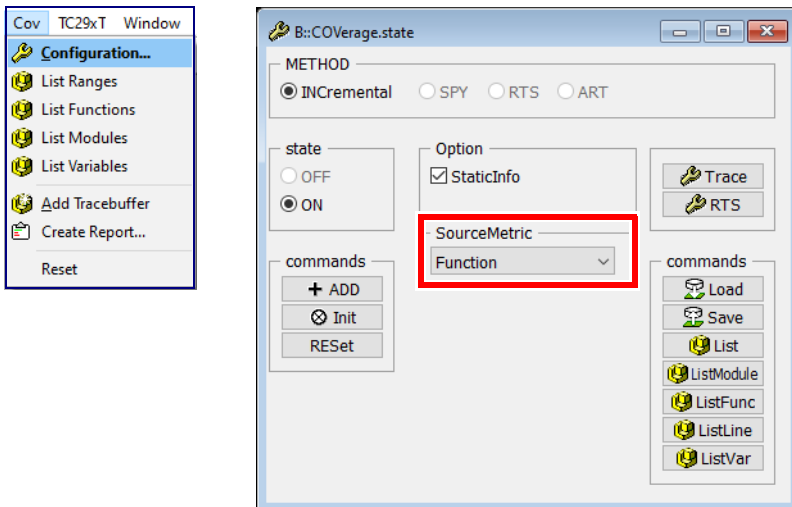 Cov TC29xT Window
Configuration...
List Ranges
List Functions
List Modules
List Variables
Add Tracebuffer
Create Report...
Reset
B::COVerage.state
METHOD
INCremental SPY RTS ART
state
OFF
ON
Option
StaticInfo
Trace
RTS
SourceMetric
Function
commands
ADD
Init
RESet
commands
Load
Save
List
ListModule
ListFunc
ListLine
ListVar